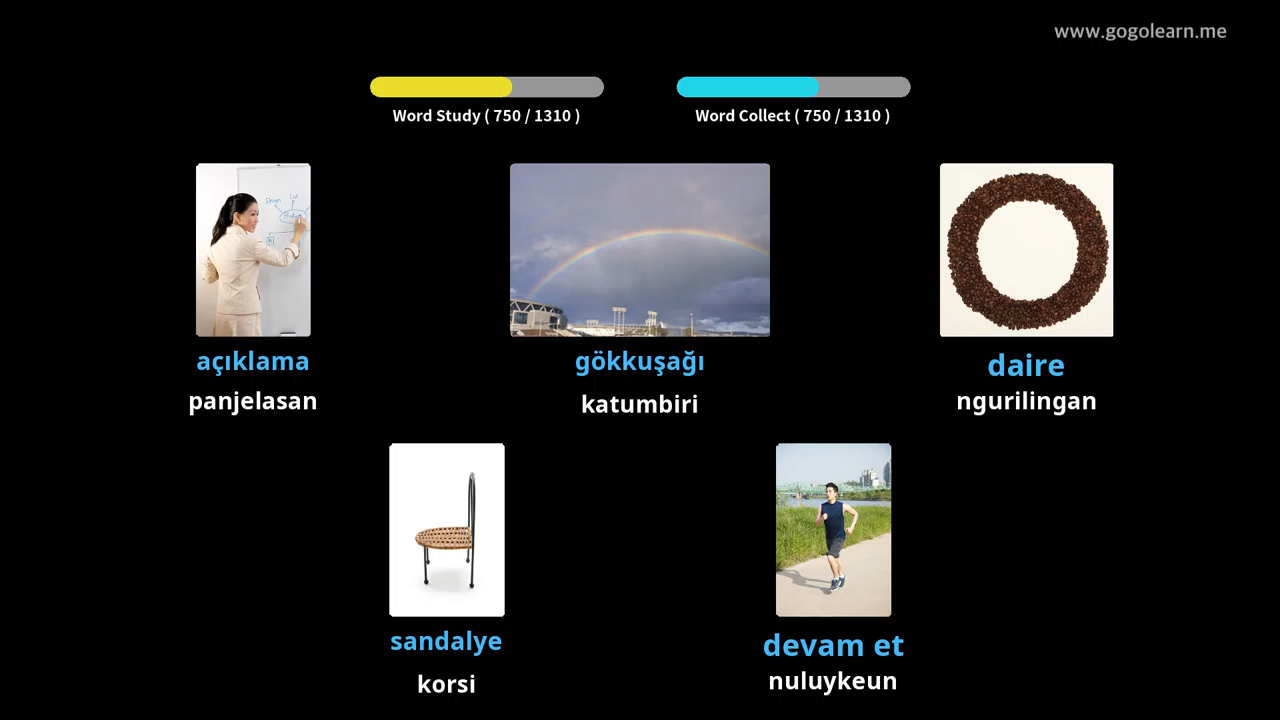 www.gogolearn.me
Word Study ( 750 / 1310 )
Word Collect ( 750 / 1310 )
açıklama
gökkuşağı
daire
panjelasan
katumbiri
ngurilingan
sandalye
devam et
korsi
nuluykeun